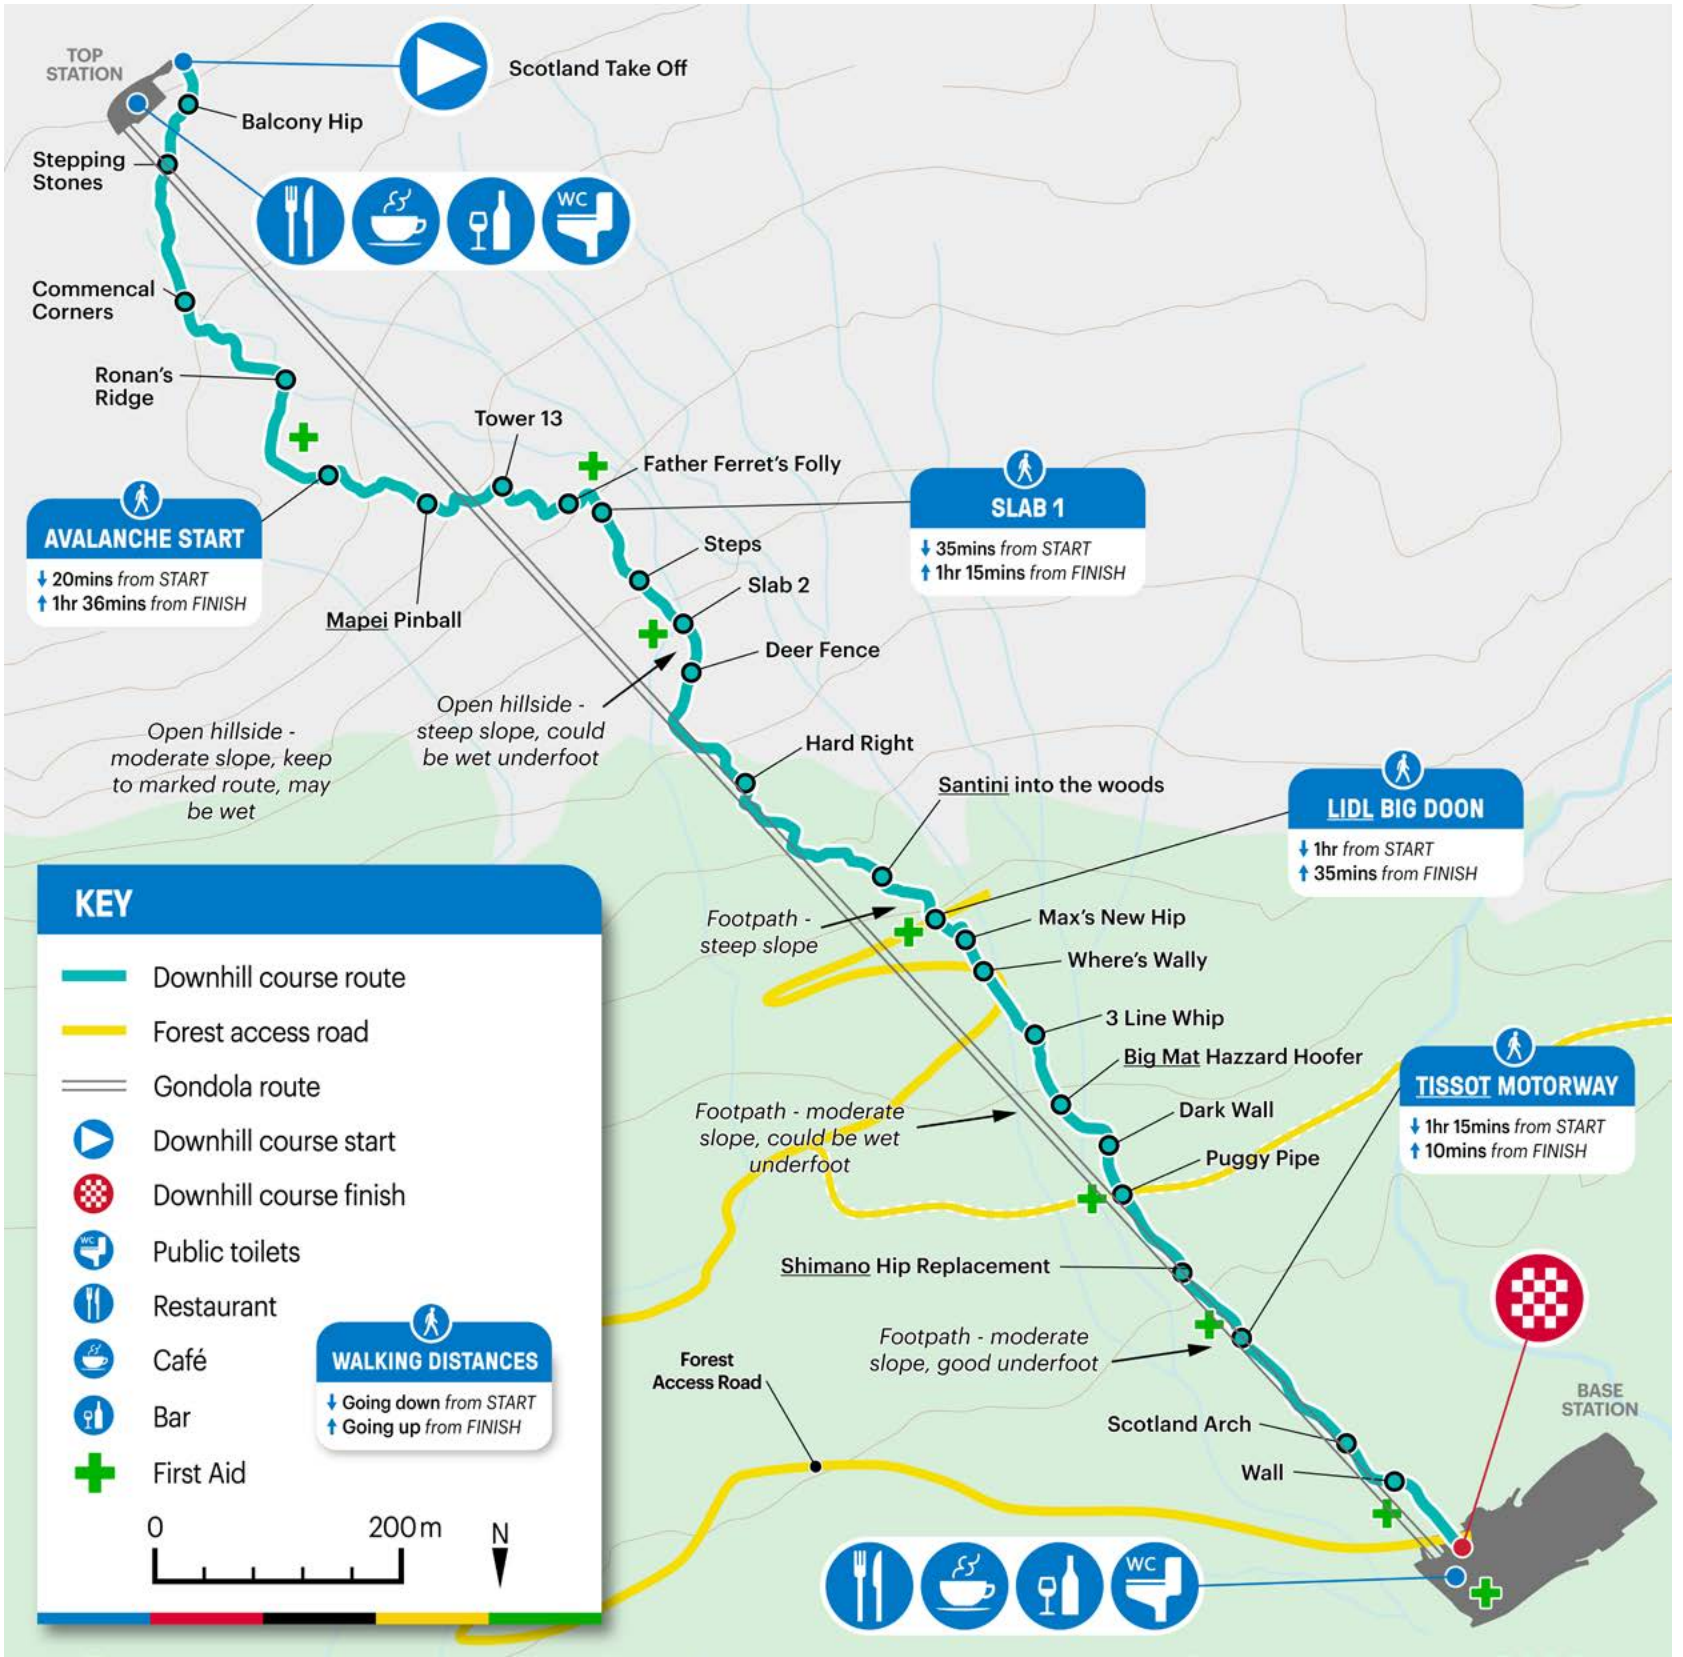 TOP
STATION
Scotland Take Off
Balcony Hip
Stepping
Stones
WC
Commencal
Corners
Ronan's
Ridge
Tower 13
Father Ferret's Folly
AVALANCHE START
20mins from START
1hr 36mins from FINISH
SLAB 1
35mins from START
1hr 15mins from FINISH
Steps
Slab 2
Mapei Pinball
Deer Fence
Open hillside -
steep slope, could
be wet underfoot
Open hillside -
moderate slope, keep
to marked route, may
be wet
Hard Right
Santini into the woods
LIDL BIG DOON
1hr from START
35mins from FINISH
Footpath -
steep slope
Max's New Hip
Where's Wally
3 Line Whip
Big Mat Hazzard Hoofer
TISSOT MOTORWAY
1hr 15mins from START
10mins from FINISH
Footpath - moderate
slope, could be wet
underfoot
Dark Wall
Puggy Pipe
Shimano Hip Replacement
Footpath - moderate
slope, good underfoot
Forest
Access Road
BASE
STATION
Scotland Arch
Wall
WC
KEY
Downhill course route
Forest access road
Gondola route
Downhill course start
Downhill course finish
WC
Public toilets
Restaurant
Café
Bar
First Aid
WALKING DISTANCES
Going down from START
Going up from FINISH
0
200m
N